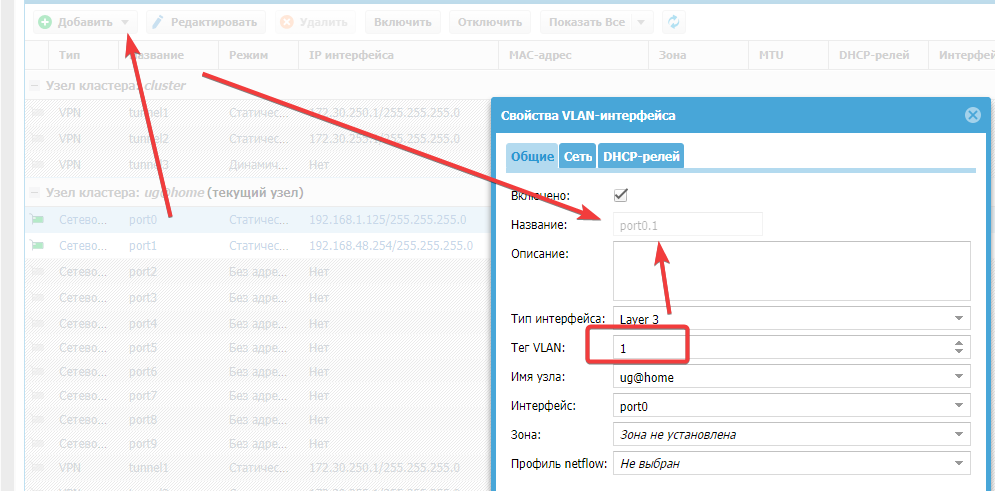 Добавить Редактировать Удалить Включить Отключить Показать Все
Тип Название Режим IP интерфейса MAC-адрес Зона MTU DHCP-релей Интерфей
Узел кластера: cluster
VPN tunnel1 Статичес... 172.30.250.1/255.255.255.0
VPN tunnel2 Статичес... 172.30.255.1/255.255.255.0
VPN tunnel3 Динамич... Нет
Узел кластера: ug@home (текущий узел)
Сетево... port0 Статичес... 192.168.1.125/255.255.255.0
Сетево... port1 Статичес... 192.168.48.254/255.255.255.0
Сетево... port2 Без адре... Нет
Сетево... port3 Без адре... Нет
Сетево... port4 Без адре... Нет
Сетево... port5 Без адре... Нет
Сетево... port6 Без адре... Нет
Сетево... port7 Без адре... Нет
Сетево... port8 Без адре... Нет
Сетево... port9 Без адре... Нет
VPN tunnel1 Статичес... 172.30.250.1/255.255.255.0
Свойства VLAN-интерфейса
Общие Сеть DHCP-релей
Включено:
Название: port0.1
Описание:
Тип интерфейса: Layer 3
Тег VLAN: 1
Имя узла: ug@home
Интерфейс: port0
Зона: Зона не установлена
Профиль netflow: Не выбран